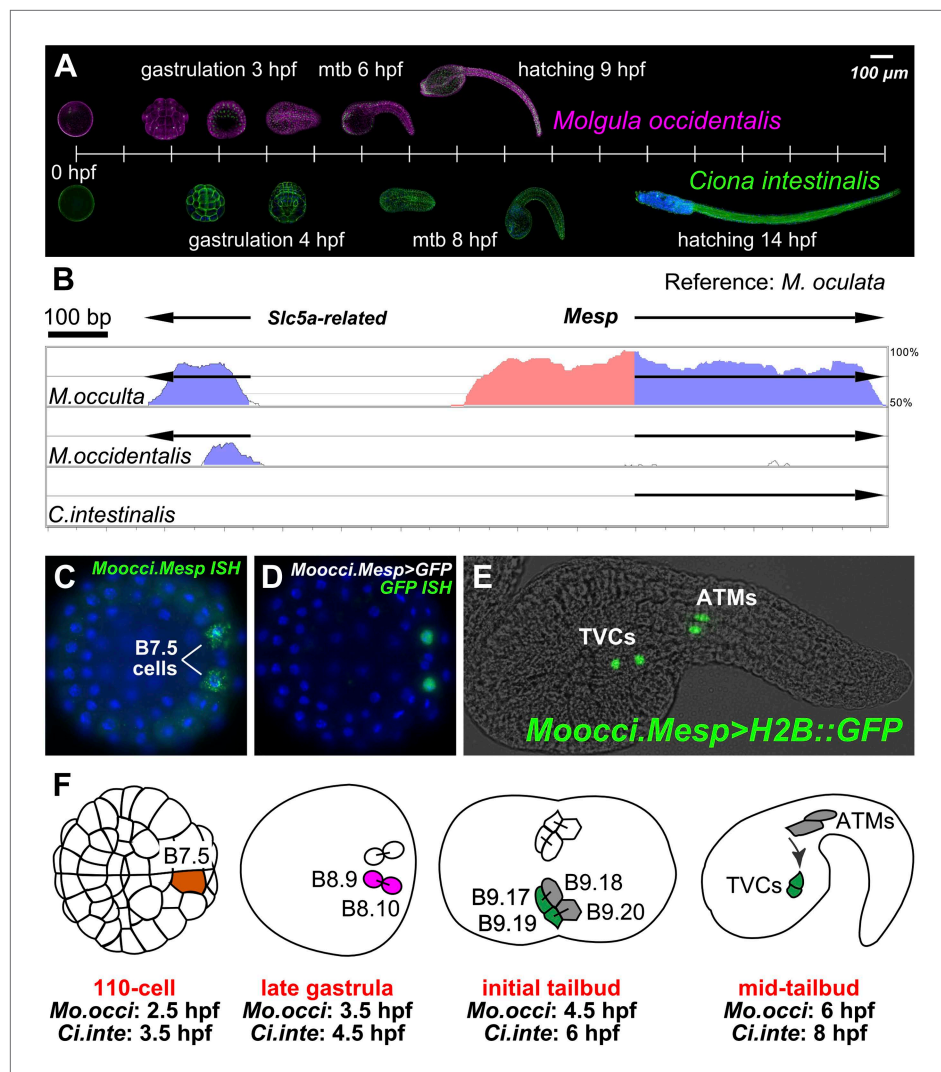 A
gastrulation 3 hpf
mtb 6 hpf
hatching 9 hpf
100 µm
Molgula occidentalis
0 hpf
Ciona intestinalis
gastrulation 4 hpf
mtb 8 hpf
hatching 14 hpf
B
Reference: M. oculata
100 bp
Slc5a-related
Mesp
100%
M.occulta
50%
M.occidentalis
C.intestinalis
C
Moocci.Mesp ISH
B7.5
cells
D
Moocci.Mesp>GFP
GFP ISH
E
ATMs
TVCs
Moocci.Mesp>H2B::GFP
F
B7.5
B8.9
B8.10
B9.17
B9.18
B9.19
B9.20
ATMs
TVCs
110-cell
Mo.occi: 2.5 hpf
Ci.inte: 3.5 hpf
late gastrula
Mo.occi: 3.5 hpf
Ci.inte: 4.5 hpf
initial tailbud
Mo.occi: 4.5 hpf
Ci.inte: 6 hpf
mid-tailbud
Mo.occi: 6 hpf
Ci.inte: 8 hpf